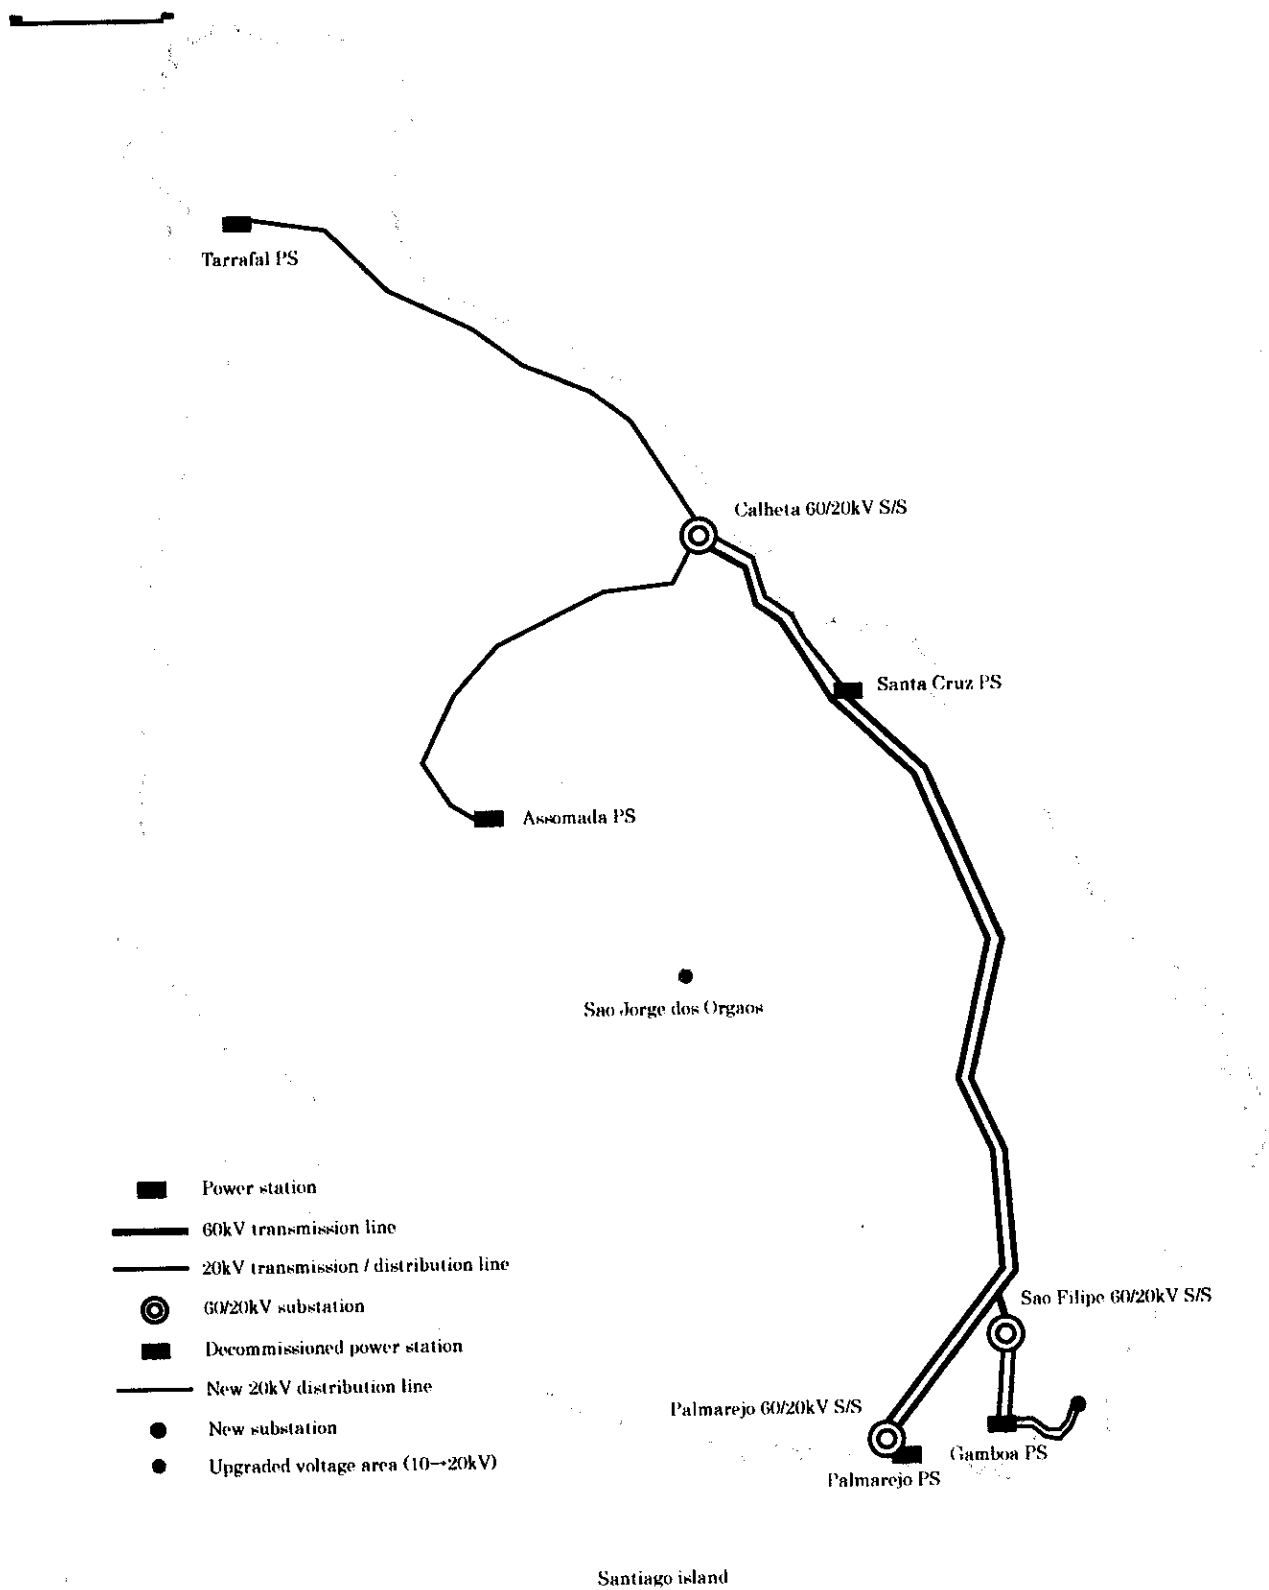 Tarrafal PS
Calheta 60/20kV S/S
Santa Cruz PS
Assomada PS
Sao Jorge dos Orgaos
Power station
60kV transmission line
20kV transmission / distribution line
60/20kV substation
Decommissioned power station
New 20kV distribution line
New substation
Upgraded voltage area (10→20kV)
Sao Filipe 60/20kV S/S
Palmarejo 60/20kV S/S
Gamboa PS
Palmarejo PS
Santiago island